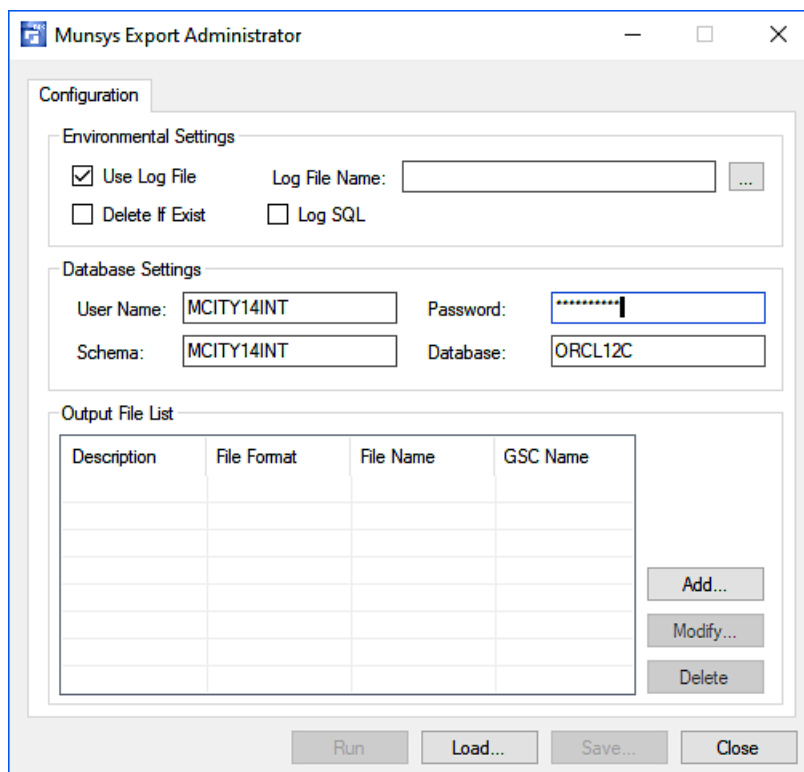 Munsys Export Administrator
Configuration
Environmental Settings
Use Log File Log File Name: ...
Delete If Exist Log SQL
Database Settings
User Name: MCITY14INT Password: **********
Schema: MCITY14INT Database: ORCL12C
Output File List
Description File Format File Name GSC Name
Add...
Modify...
Delete
Run Load... Save... Close